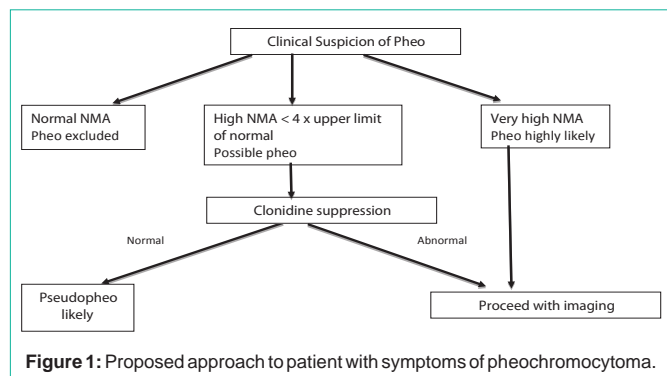 Clinical Suspicion of Pheo
Normal NMA
Pheo excluded
High NMA < 4 x upper limit
of normal
Possible pheo
Very high NMA
Pheo highly likely
Clonidine suppression
Normal
Abnormal
Pseudopheo
likely
Proceed with imaging
Figure 1: Proposed approach to patient with symptoms of pheochromocytoma.